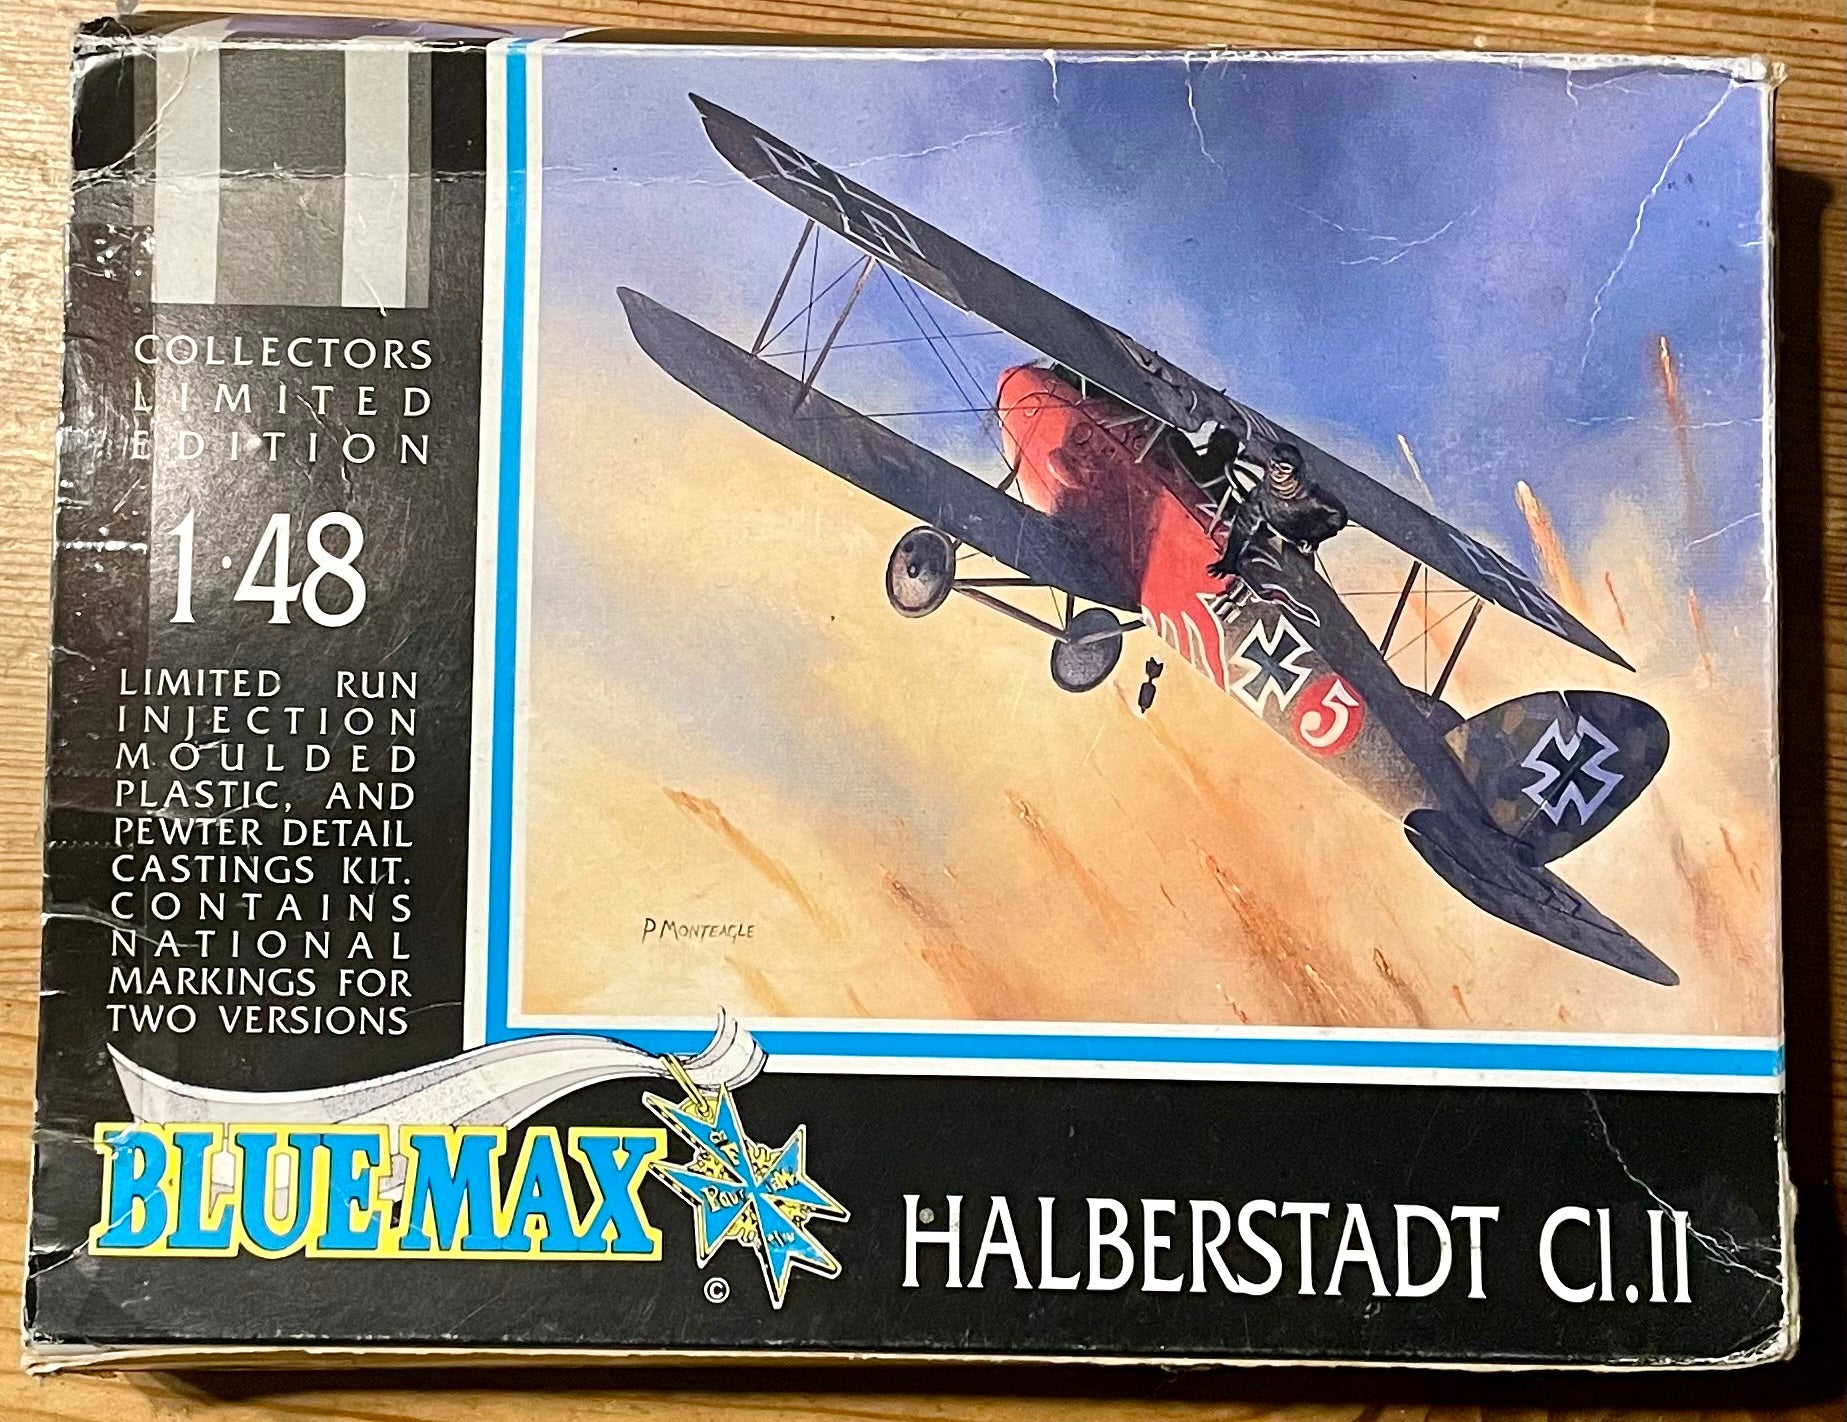 COLLECTORS
LIMITED
EDITION
1·48
LIMITED RUN
INJECTION
MOULDED
PLASTIC, AND
PEWTER DETAIL
CASTINGS KIT.
CONTAINS
NATIONAL
MARKINGS FOR
TWO VERSIONS
5
P MONTEAGLE
BLUE MAX
Pour
©
HALBERSTADT Cl.II